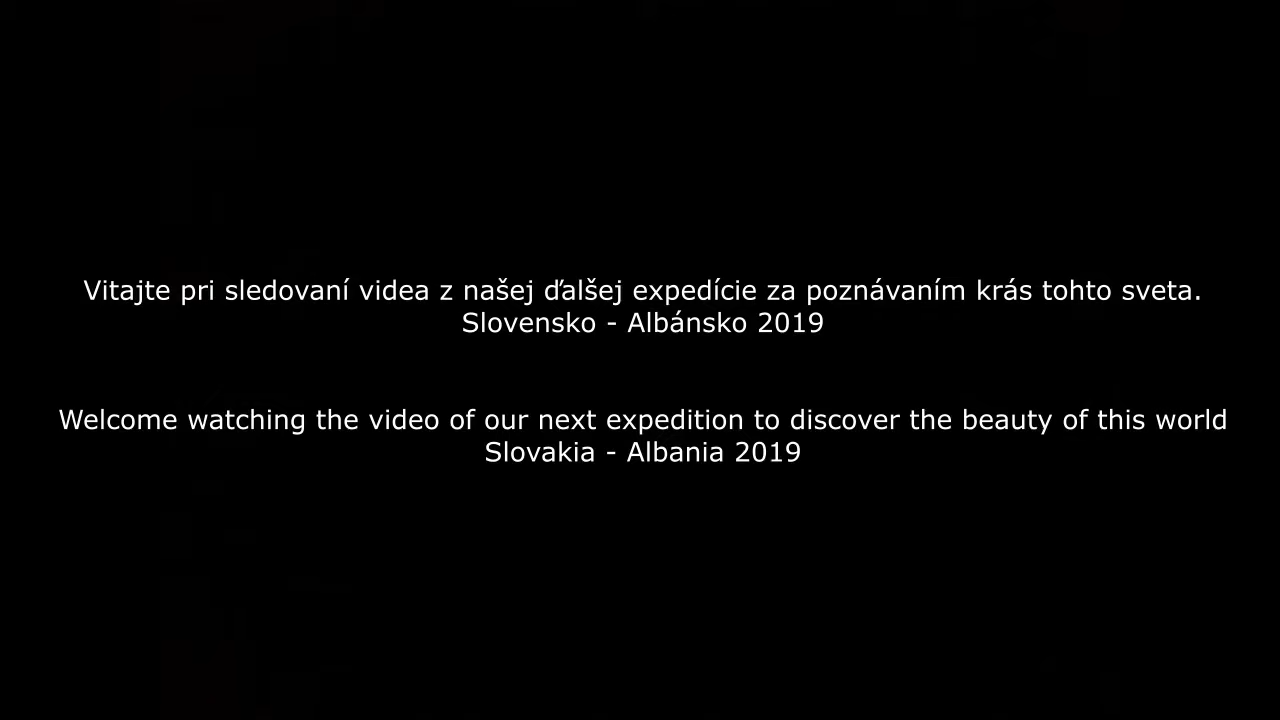 Vitajte pri sledovaní videa z našej ďalšej expedície za poznávaním krás tohto sveta.
Slovensko - Albánsko 2019
Welcome watching the video of our next expedition to discover the beauty of this world
Slovakia - Albania 2019